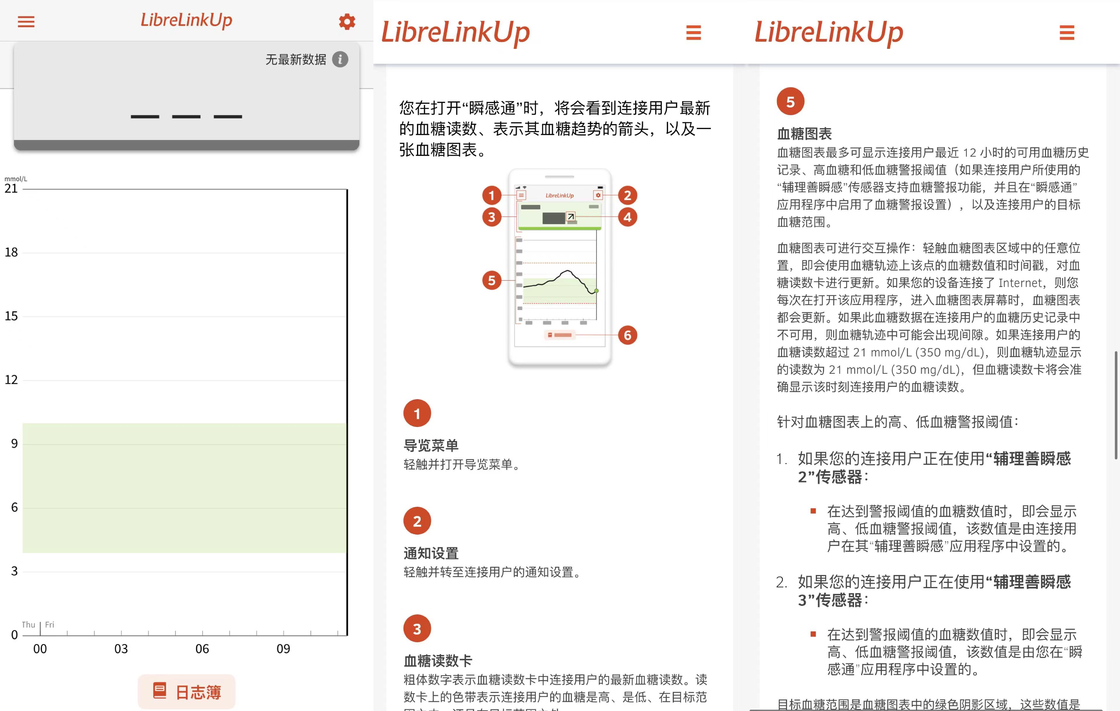 LibreLinkUp
无最新数据
mmol/L
21
18
15
12
9
6
3
0
Thu Fri
00 03 06 09
日志簿
LibreLinkUp
您在打开“瞬感通”时，将会看到连接用户最新
的血糖读数、表示其血糖趋势的箭头，以及一
张血糖图表。
LibreLinkUp
1
2
3
4
5
6
1
导览菜单
轻触并打开导览菜单。
2
通知设置
轻触并转至连接用户的通知设置。
3
血糖读数卡
粗体数字表示血糖读数卡中连接用户的最新血糖读数。读
数卡上的色带表示连接用户的血糖是高、是低、在目标范
LibreLinkUp
5
血糖图表
血糖图表最多可显示连接用户最近 12 小时的可用血糖历史
记录、高血糖和低血糖警报阈值（如果连接用户所使用的
“辅理善瞬感”传感器支持血糖警报功能，并且在“瞬感通”
应用程序中启用了血糖警报设置），以及连接用户的目标
血糖范围。
血糖图表可进行交互操作：轻触血糖图表区域中的任意位
置，即会使用血糖轨迹上该点的血糖数值和时间戳，对血
糖读数卡进行更新。如果您的设备连接了 Internet，则您
每次在打开该应用程序，进入血糖图表屏幕时，血糖图表
都会更新。如果此血糖数据在连接用户的血糖历史记录中
不可用，则血糖轨迹中可能会出现间隙。如果连接用户的
血糖读数超过 21 mmol/L (350 mg/dL)，则血糖轨迹显示
的读数为 21 mmol/L (350 mg/dL)，但血糖读数卡将会准
确显示该时刻连接用户的血糖读数。
针对血糖图表上的高、低血糖警报阈值：
1. 如果您的连接用户正在使用“辅理善瞬感
2”传感器：
在达到警报阈值的血糖数值时，即会显示
高、低血糖警报阈值，该数值是由连接用
户在其“辅理善瞬感”应用程序中设置的。
2. 如果您的连接用户正在使用“辅理善瞬感
3”传感器：
在达到警报阈值的血糖数值时，即会显示
高、低血糖警报阈值，该数值是由您在“瞬
感通”应用程序中设置的。
目标血糖范围是血糖图表中的绿色阴影区域，这些数值是